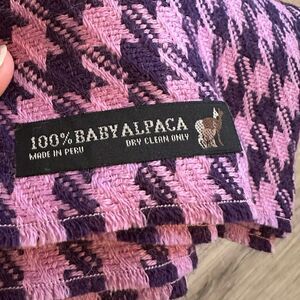 100% BABY ALPACA
MADE IN PERU DRY CLEAN ONLY